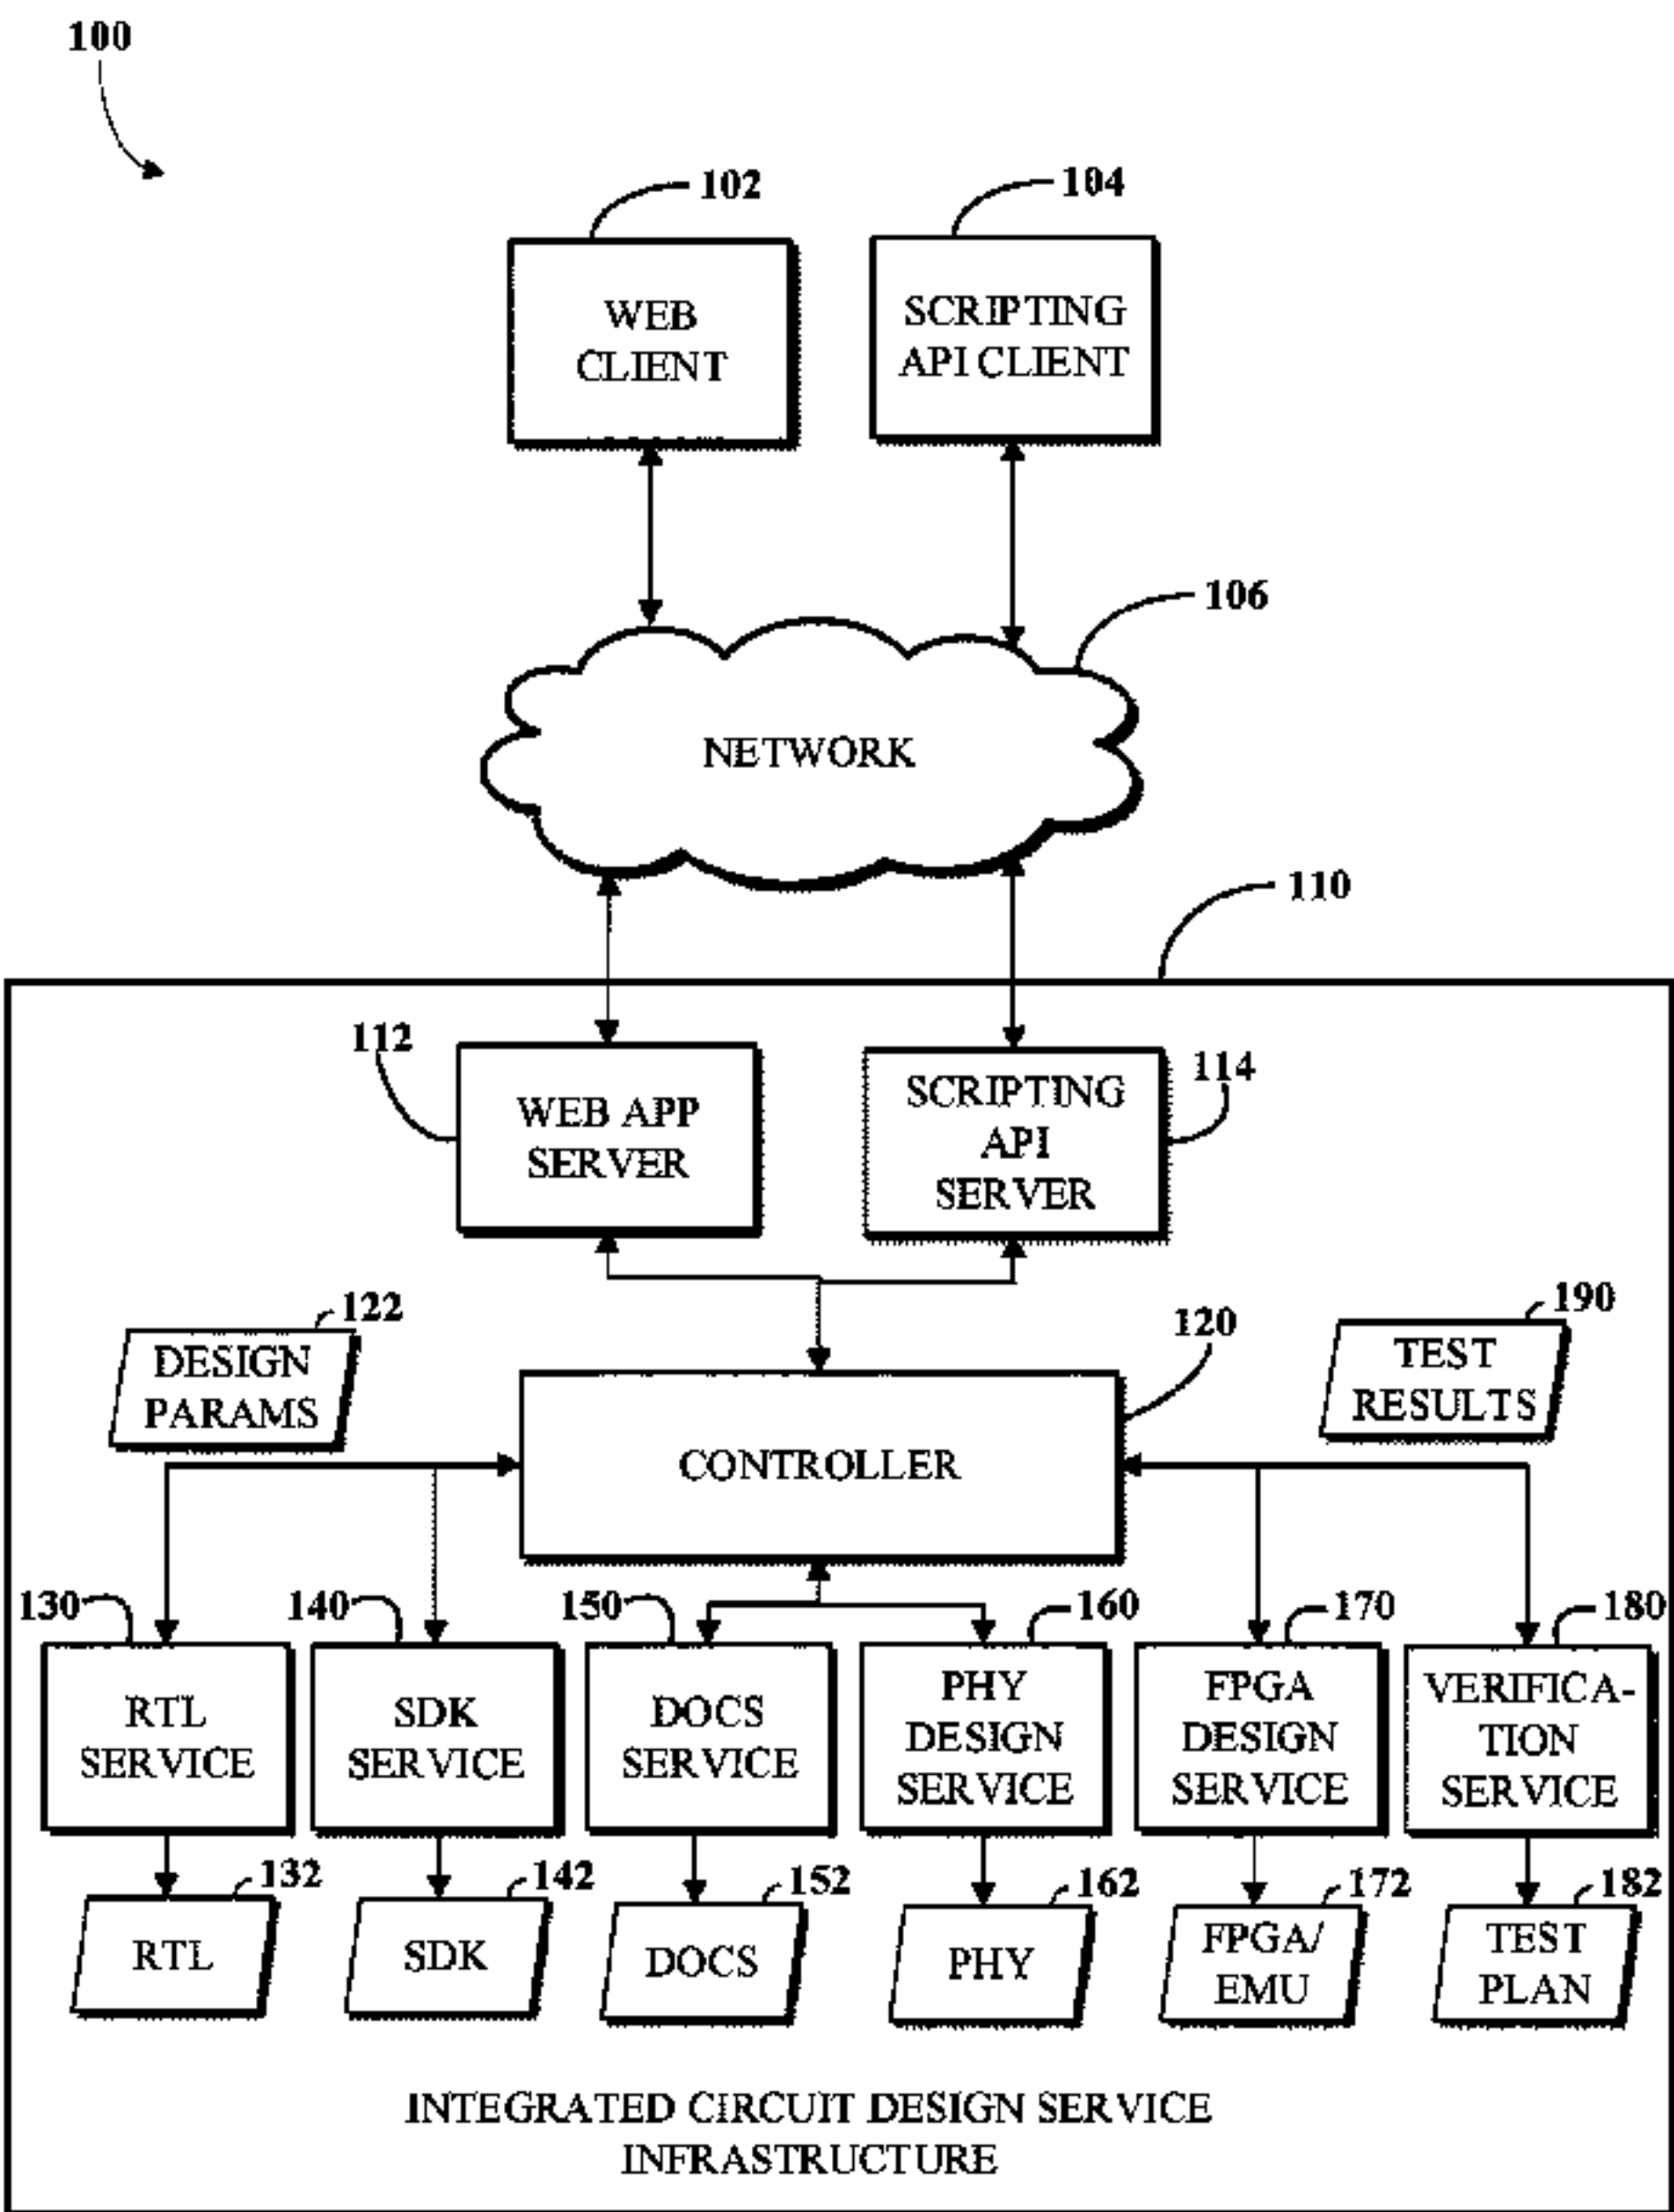 100
102
104
WEB
CLIENT
SCRIPTING
API CLIENT
106
NETWORK
110
112
WEB APP
SERVER
114
SCRIPTING
API
SERVER
122
DESIGN
PARAMS
120
CONTROLLER
190
TEST
RESULTS
130
RTL
SERVICE
140
SDK
SERVICE
150
DOCS
SERVICE
160
PHY
DESIGN
SERVICE
170
FPGA
DESIGN
SERVICE
180
VERIFICA-
TION
SERVICE
132
RTL
142
SDK
152
DOCS
162
PHY
172
FPGA/
EMU
182
TEST
PLAN
INTEGRATED CIRCUIT DESIGN SERVICE
INFRASTRUCTURE